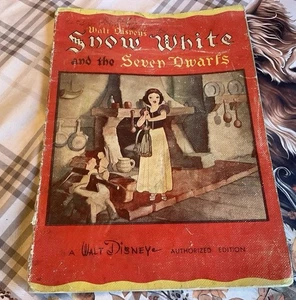 Walt Disney's
Snow White
and the Seven Dwarfs
A WALT DISNEY AUTHORIZED EDITION